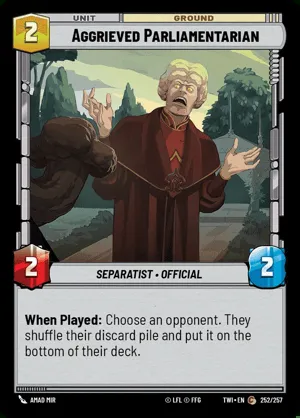 UNIT GROUND
2 AGGRIEVED PARLIAMENTARIAN
2 2
SEPARATIST • OFFICIAL
When Played: Choose an opponent. They
shuffle their discard pile and put it on
the bottom of their deck.
AMAD MIR © LFL © FFG TWI • EN C 252/257